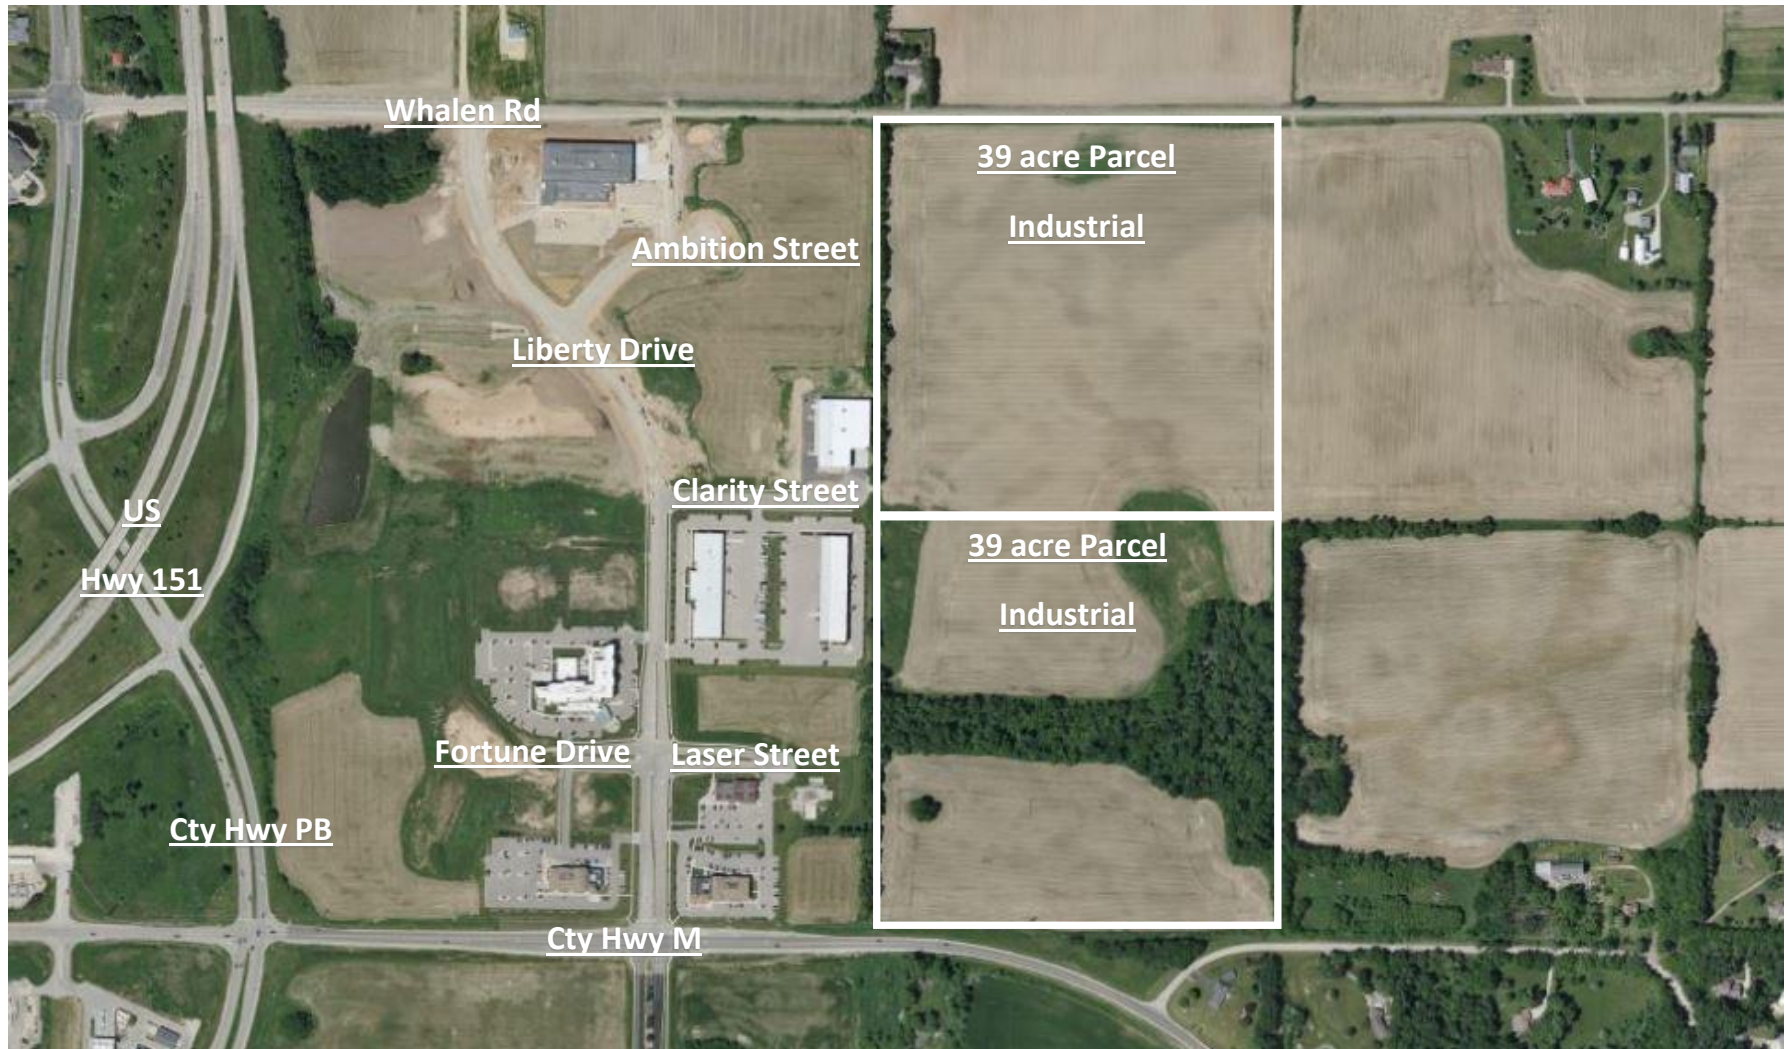 Whalen Rd
39 acre Parcel
Industrial
Ambition Street
Liberty Drive
Clarity Street
US
Hwy 151
39 acre Parcel
Industrial
Fortune Drive
Laser Street
Cty Hwy PB
Cty Hwy M